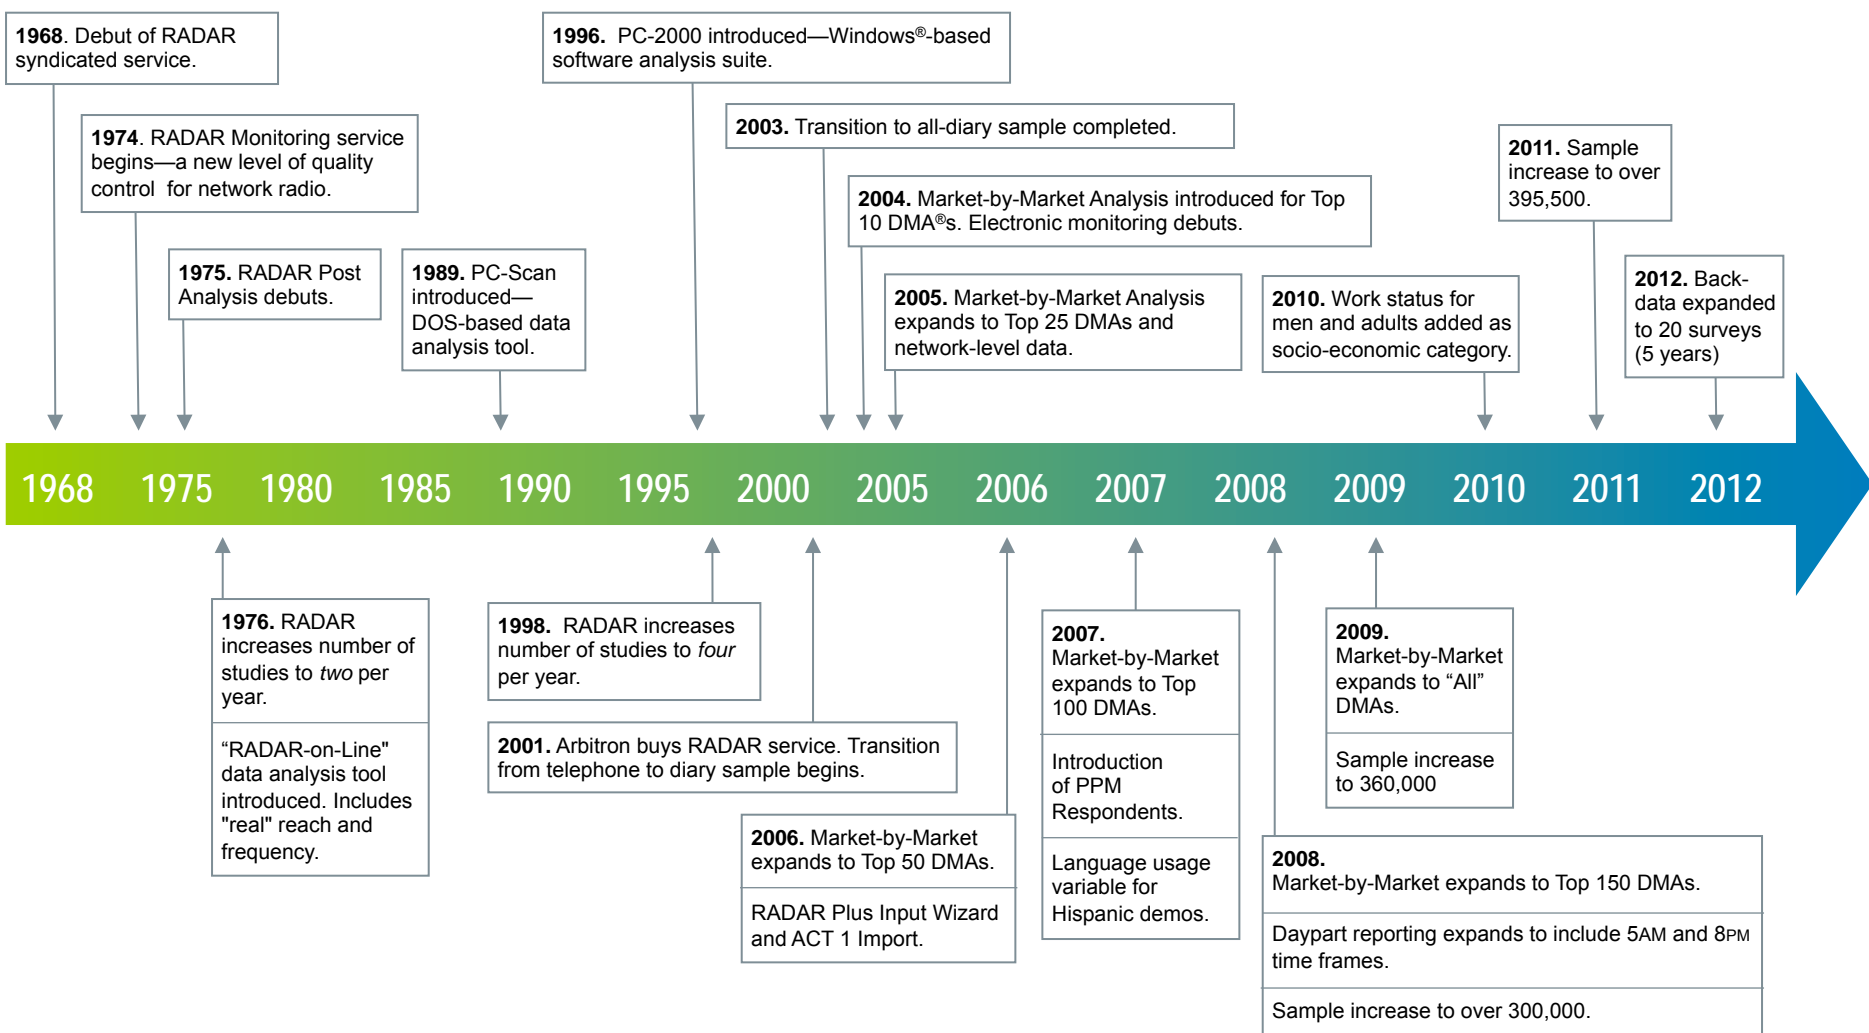 1968. Debut of RADAR
syndicated service.
1996. PC-2000 introduced—Windows®-based
software analysis suite.
1974. RADAR Monitoring service
begins—a new level of quality
control for network radio.
2003. Transition to all-diary sample completed.
2011. Sample
increase to over
395,500.
2004. Market-by-Market Analysis introduced for Top
10 DMA®s. Electronic monitoring debuts.
1975. RADAR Post
Analysis debuts.
1989. PC-Scan
introduced—
DOS-based data
analysis tool.
2005. Market-by-Market Analysis
expands to Top 25 DMAs and
network-level data.
2010. Work status for
men and adults added as
socio-economic category.
2012. Back-
data expanded
to 20 surveys
(5 years)
1968 1975 1980 1985 1990 1995 2000 2005 2006 2007 2008 2009 2010 2011 2012
1976. RADAR
increases number of
studies to two per
year.
"RADAR-on-Line"
data analysis tool
introduced. Includes
"real" reach and
frequency.
1998. RADAR increases
number of studies to four
per year.
2001. Arbitron buys RADAR service. Transition
from telephone to diary sample begins.
2006. Market-by-Market
expands to Top 50 DMAs.
RADAR Plus Input Wizard
and ACT 1 Import.
2007.
Market-by-Market
expands to Top
100 DMAs.
Introduction
of PPM
Respondents.
Language usage
variable for
Hispanic demos.
2009.
Market-by-Market
expands to “All”
DMAs.
Sample increase
to 360,000
2008.
Market-by-Market expands to Top 150 DMAs.
Daypart reporting expands to include 5AM and 8PM
time frames.
Sample increase to over 300,000.